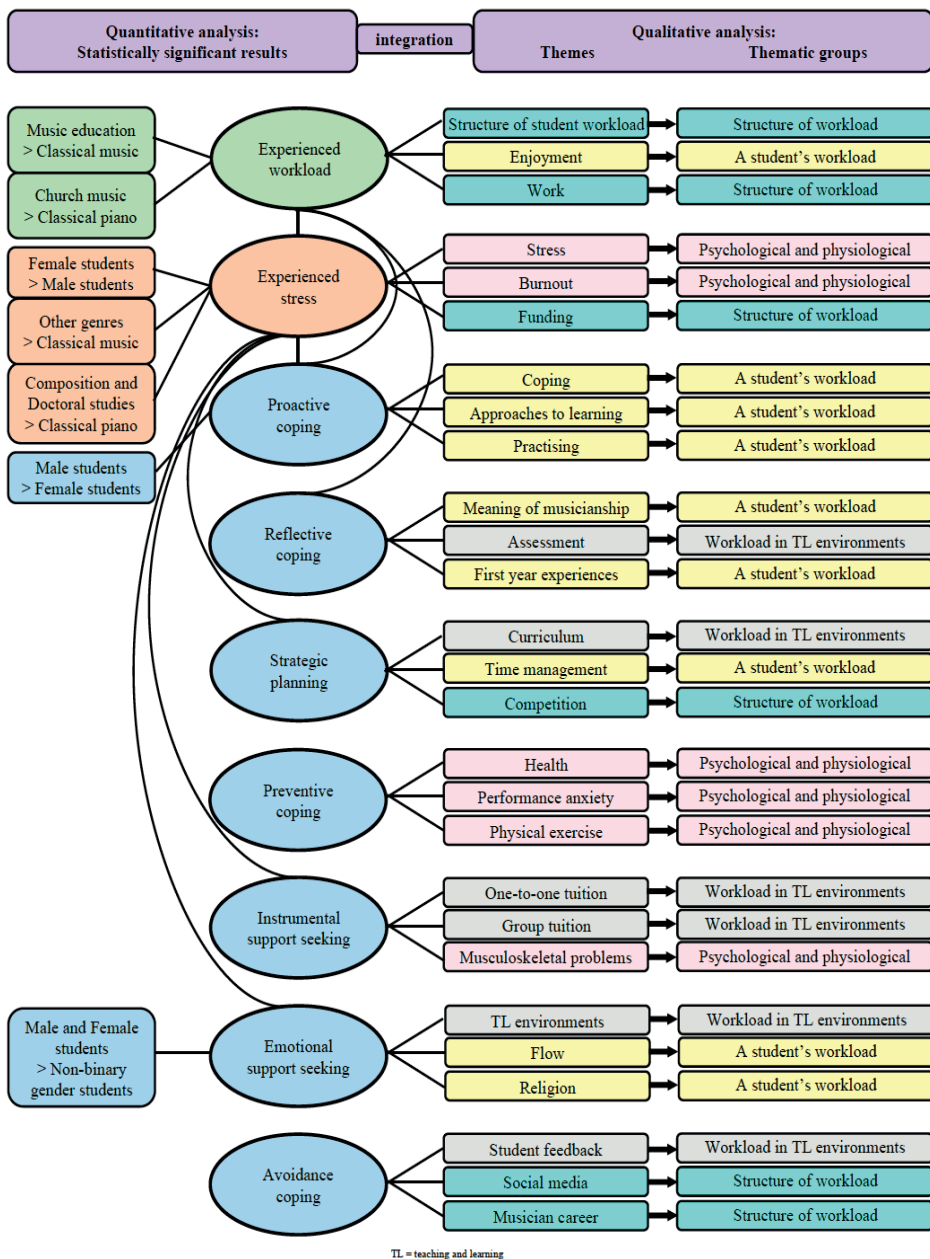 Quantitative analysis:
Statistically significant results
integration
Qualitative analysis:
Themes
Thematic groups
Music education
> Classical music
Church music
> Classical piano
Experienced
workload
Structure of student workload
Structure of workload
Enjoyment
A student's workload
Work
Structure of workload
Female students
> Male students
Other genres
> Classical music
Composition and
Doctoral studies
> Classical piano
Experienced
stress
Stress
Psychological and physiological
Burnout
Psychological and physiological
Funding
Structure of workload
Male students
> Female students
Proactive
coping
Coping
A student's workload
Approaches to learning
A student's workload
Practising
A student's workload
Reflective
coping
Meaning of musicianship
A student's workload
Assessment
Workload in TL environments
First year experiences
A student's workload
Strategic
planning
Curriculum
Workload in TL environments
Time management
A student's workload
Competition
Structure of workload
Preventive
coping
Health
Psychological and physiological
Performance anxiety
Psychological and physiological
Physical exercise
Psychological and physiological
Instrumental
support seeking
One-to-one tuition
Workload in TL environments
Group tuition
Workload in TL environments
Musculoskeletal problems
Psychological and physiological
Male and Female
students
> Non-binary
gender students
Emotional
support seeking
TL environments
Workload in TL environments
Flow
A student's workload
Religion
A student's workload
Avoidance
coping
Student feedback
Workload in TL environments
Social media
Structure of workload
Musician career
Structure of workload
TL = teaching and learning